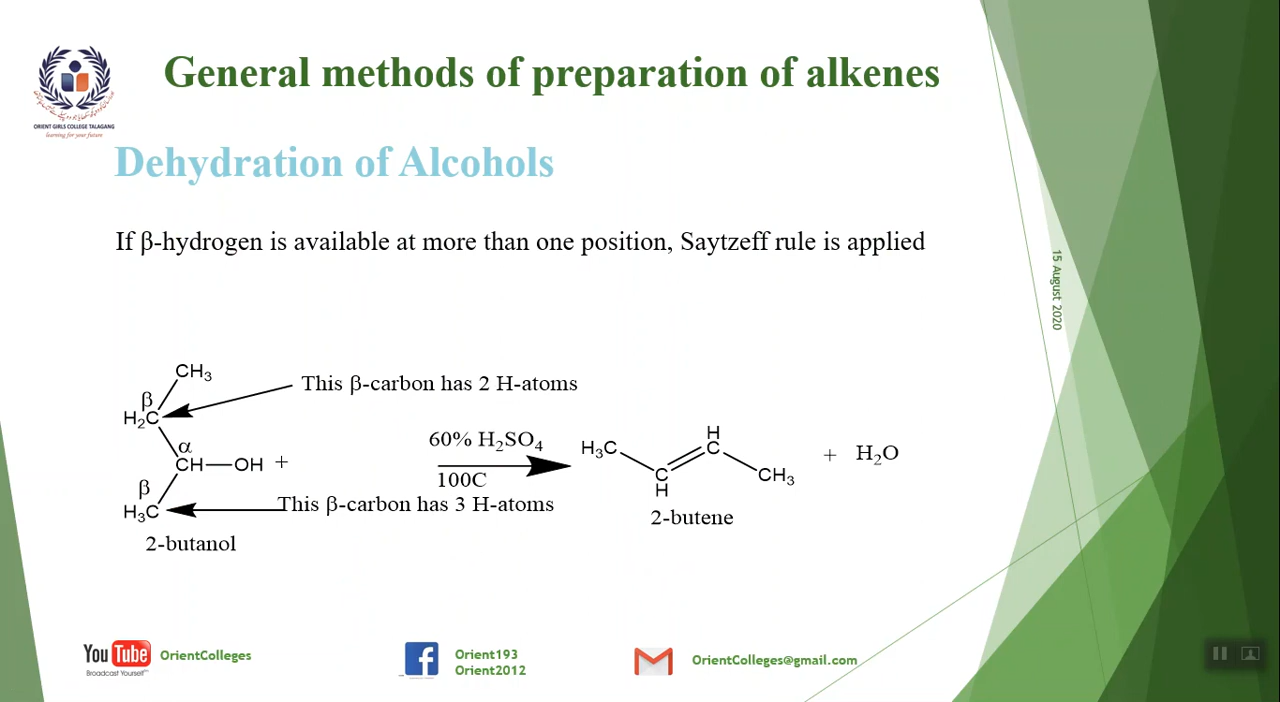 General methods of preparation of alkenes
ORIENT GIRLS COLLEGE TALAGANG
learning for your future
Dehydration of Alcohols
If β-hydrogen is available at more than one position, Saytzeff rule is applied
15 August 2020
CH₃
This β-carbon has 2 H-atoms
β
H₂C
α
CH—OH +
β
H₃C
This β-carbon has 3 H-atoms
2-butanol
60% H₂SO₄
100C
H₃C
H
C
C
H
CH₃
2-butene
+ H₂O
YouTube
Broadcast Yourself™
OrientColleges
f
Orient193
Orient2012
OrientColleges@gmail.com